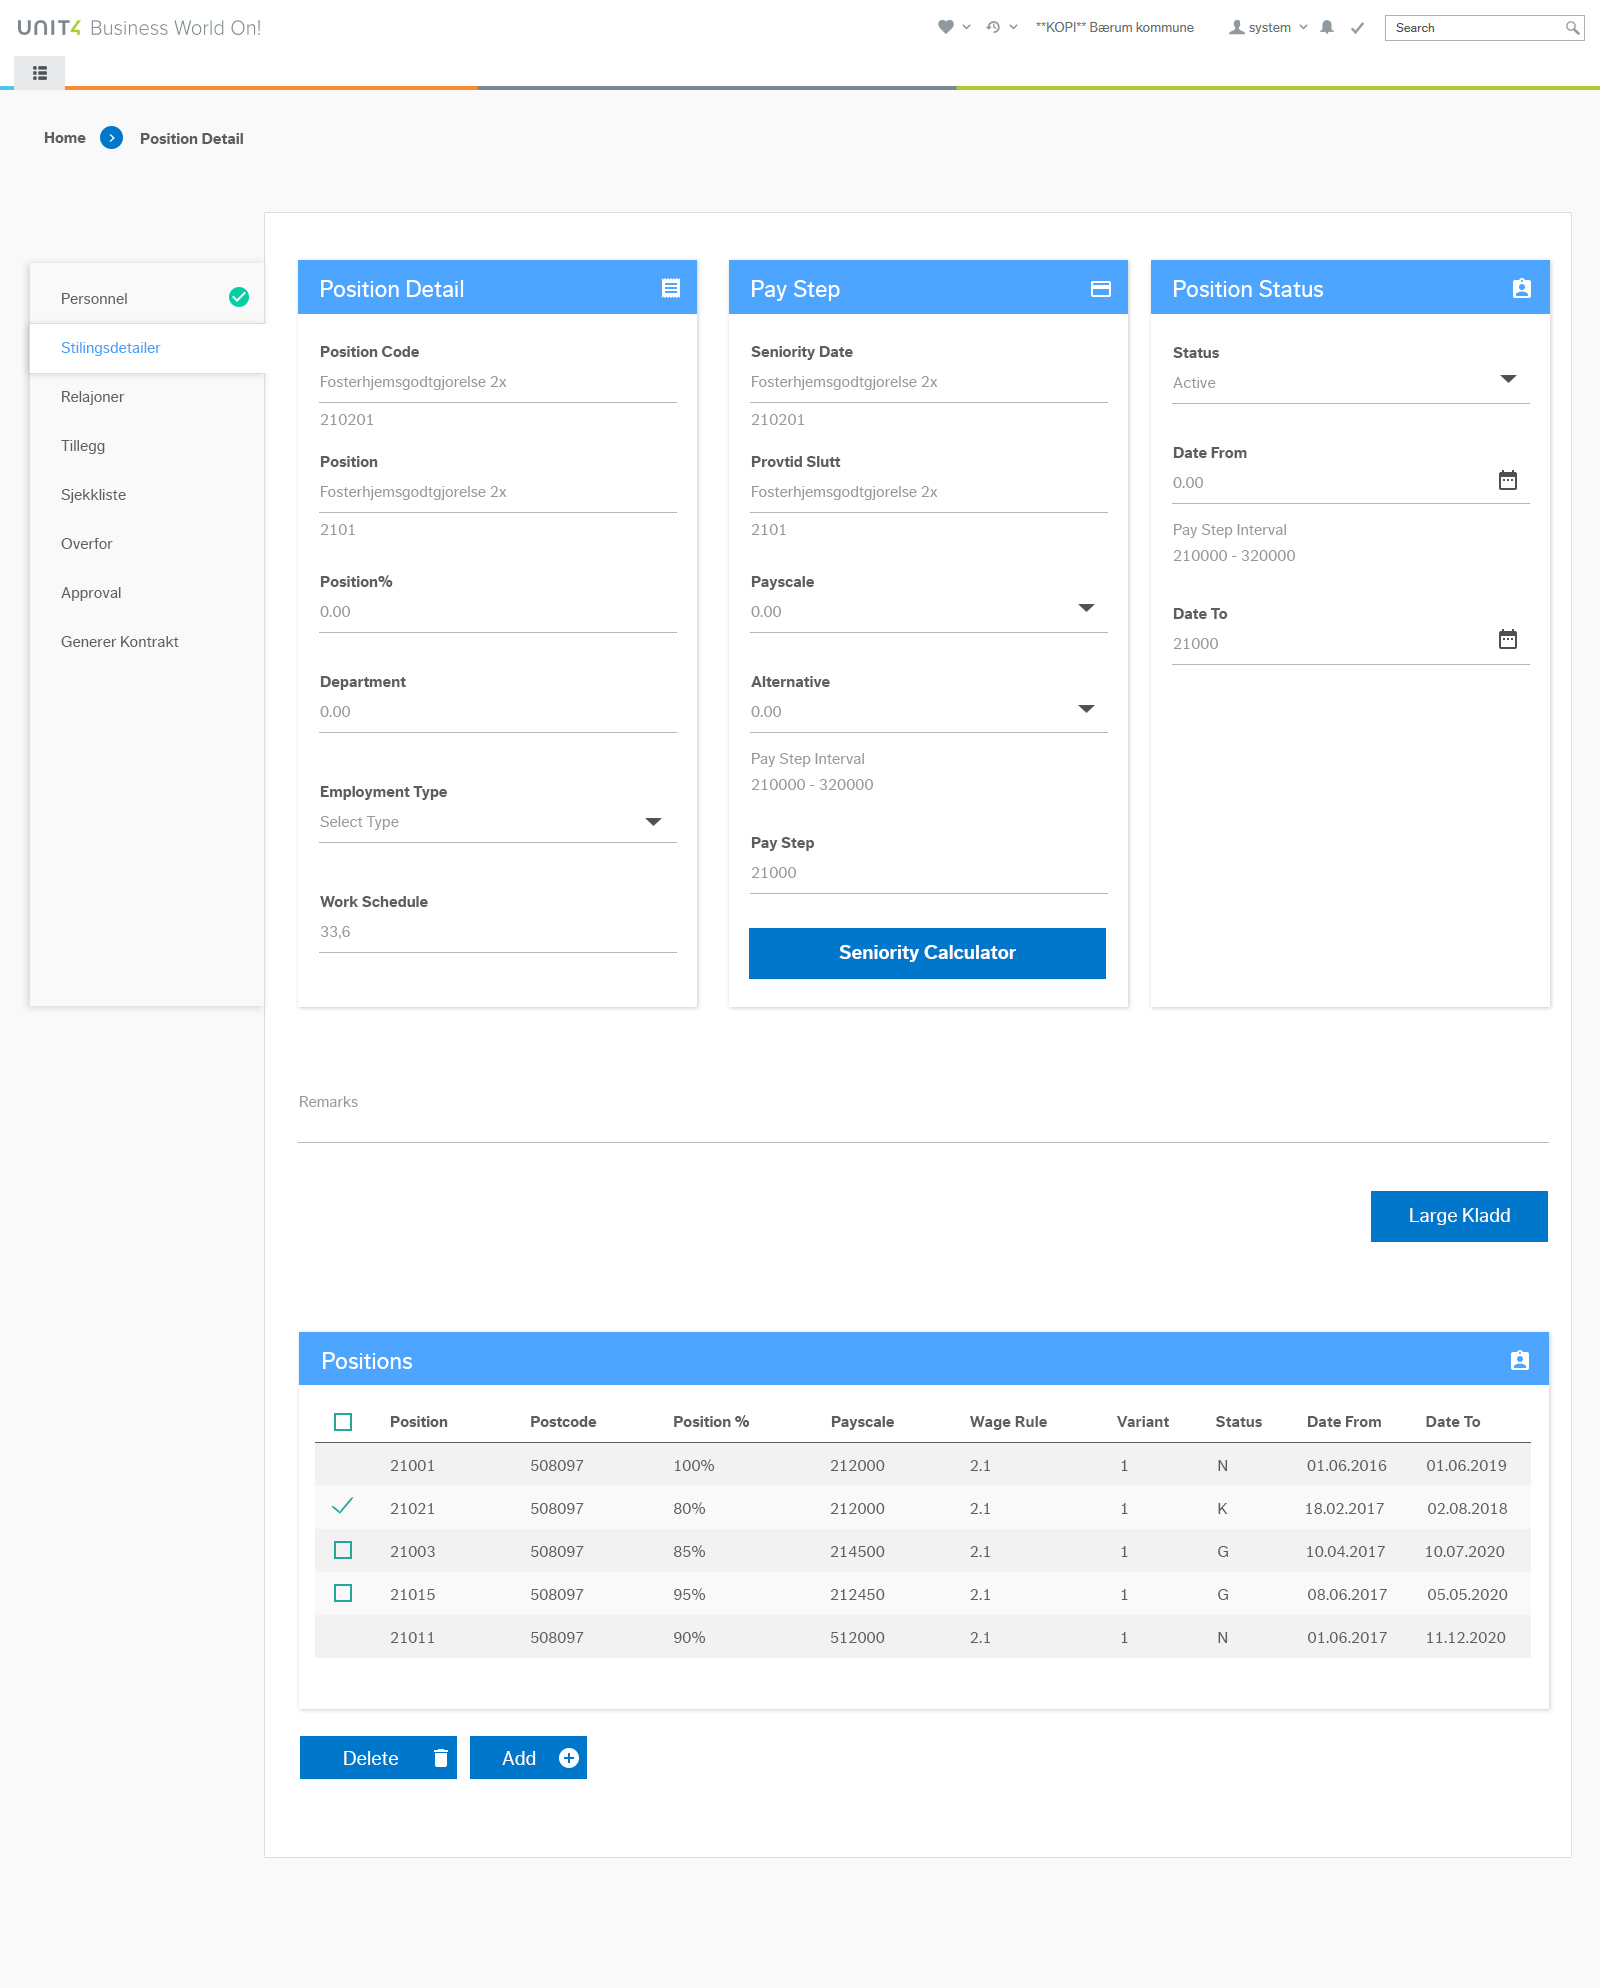 UNIT4 Business World On!
**KOPI** Bærum kommune
system
Search
Home
Position Detail
Personnel
Stilingsdetailer
Relajoner
Tillegg
Sjekkliste
Overfor
Approval
Generer Kontrakt
Position Detail
Position Code
Fosterhjemsgodtgjorelse 2x
210201
Position
Fosterhjemsgodtgjorelse 2x
2101
Position%
0.00
Department
0.00
Employment Type
Select Type
Work Schedule
33,6
Pay Step
Seniority Date
Fosterhjemsgodtgjorelse 2x
210201
Provtid Slutt
Fosterhjemsgodtgjorelse 2x
2101
Payscale
0.00
Alternative
0.00
Pay Step Interval
210000 - 320000
Pay Step
21000
Seniority Calculator
Position Status
Status
Active
Date From
0.00
Pay Step Interval
210000 - 320000
Date To
21000
Remarks
Large Kladd
Positions
Position Postcode Position % Payscale Wage Rule Variant Status Date From Date To
21001 508097 100% 212000 2.1 1 N 01.06.2016 01.06.2019
21021 508097 80% 212000 2.1 1 K 18.02.2017 02.08.2018
21003 508097 85% 214500 2.1 1 G 10.04.2017 10.07.2020
21015 508097 95% 212450 2.1 1 G 08.06.2017 05.05.2020
21011 508097 90% 512000 2.1 1 N 01.06.2017 11.12.2020
Delete
Add